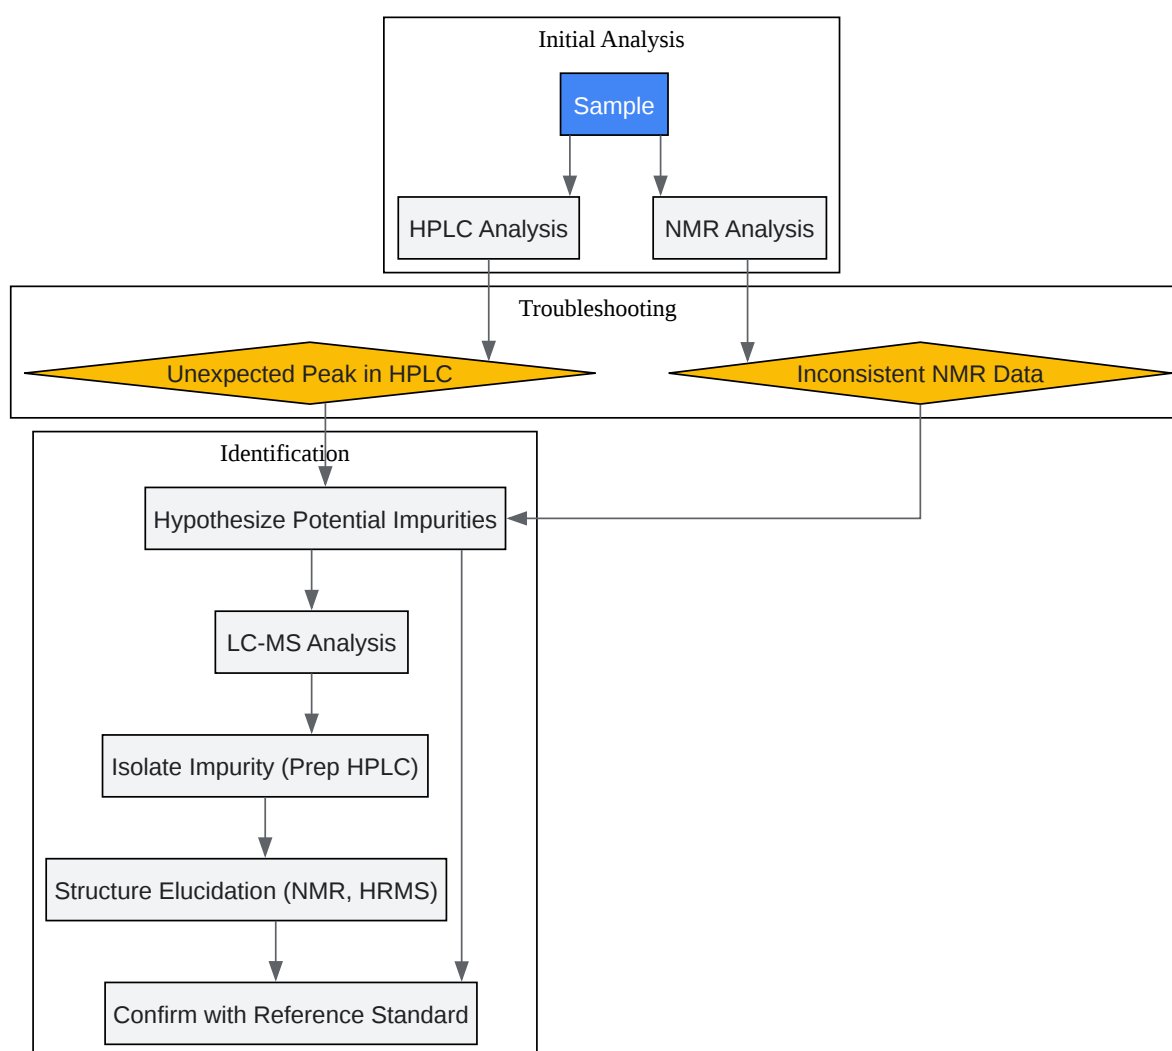 Initial Analysis
Sample
HPLC Analysis
NMR Analysis
Troubleshooting
Unexpected Peak in HPLC
Inconsistent NMR Data
Identification
Hypothesize Potential Impurities
LC-MS Analysis
Isolate Impurity (Prep HPLC)
Structure Elucidation (NMR, HRMS)
Confirm with Reference Standard